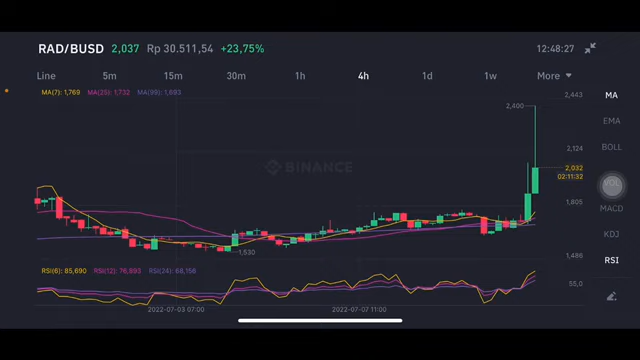 RAD/BUSD 2,037 Rp 30.511,54 +23,75% 12:48:27
Line 5m 15m 30m 1h 4h 1d 1w More
MA(7): 1,769 MA(25): 1,732 MA(99): 1,693
2,443
MA
2,400
EMA
2,124
BOLL
BINANCE
2,032
02:11:32
VOL
1,805
MACD
KDJ
1,530
1,486
RSI
RSI(6): 85,690 RSI(12): 76,893 RSI(24): 68,156
55,0
2022-07-03 07:00 2022-07-07 11:00